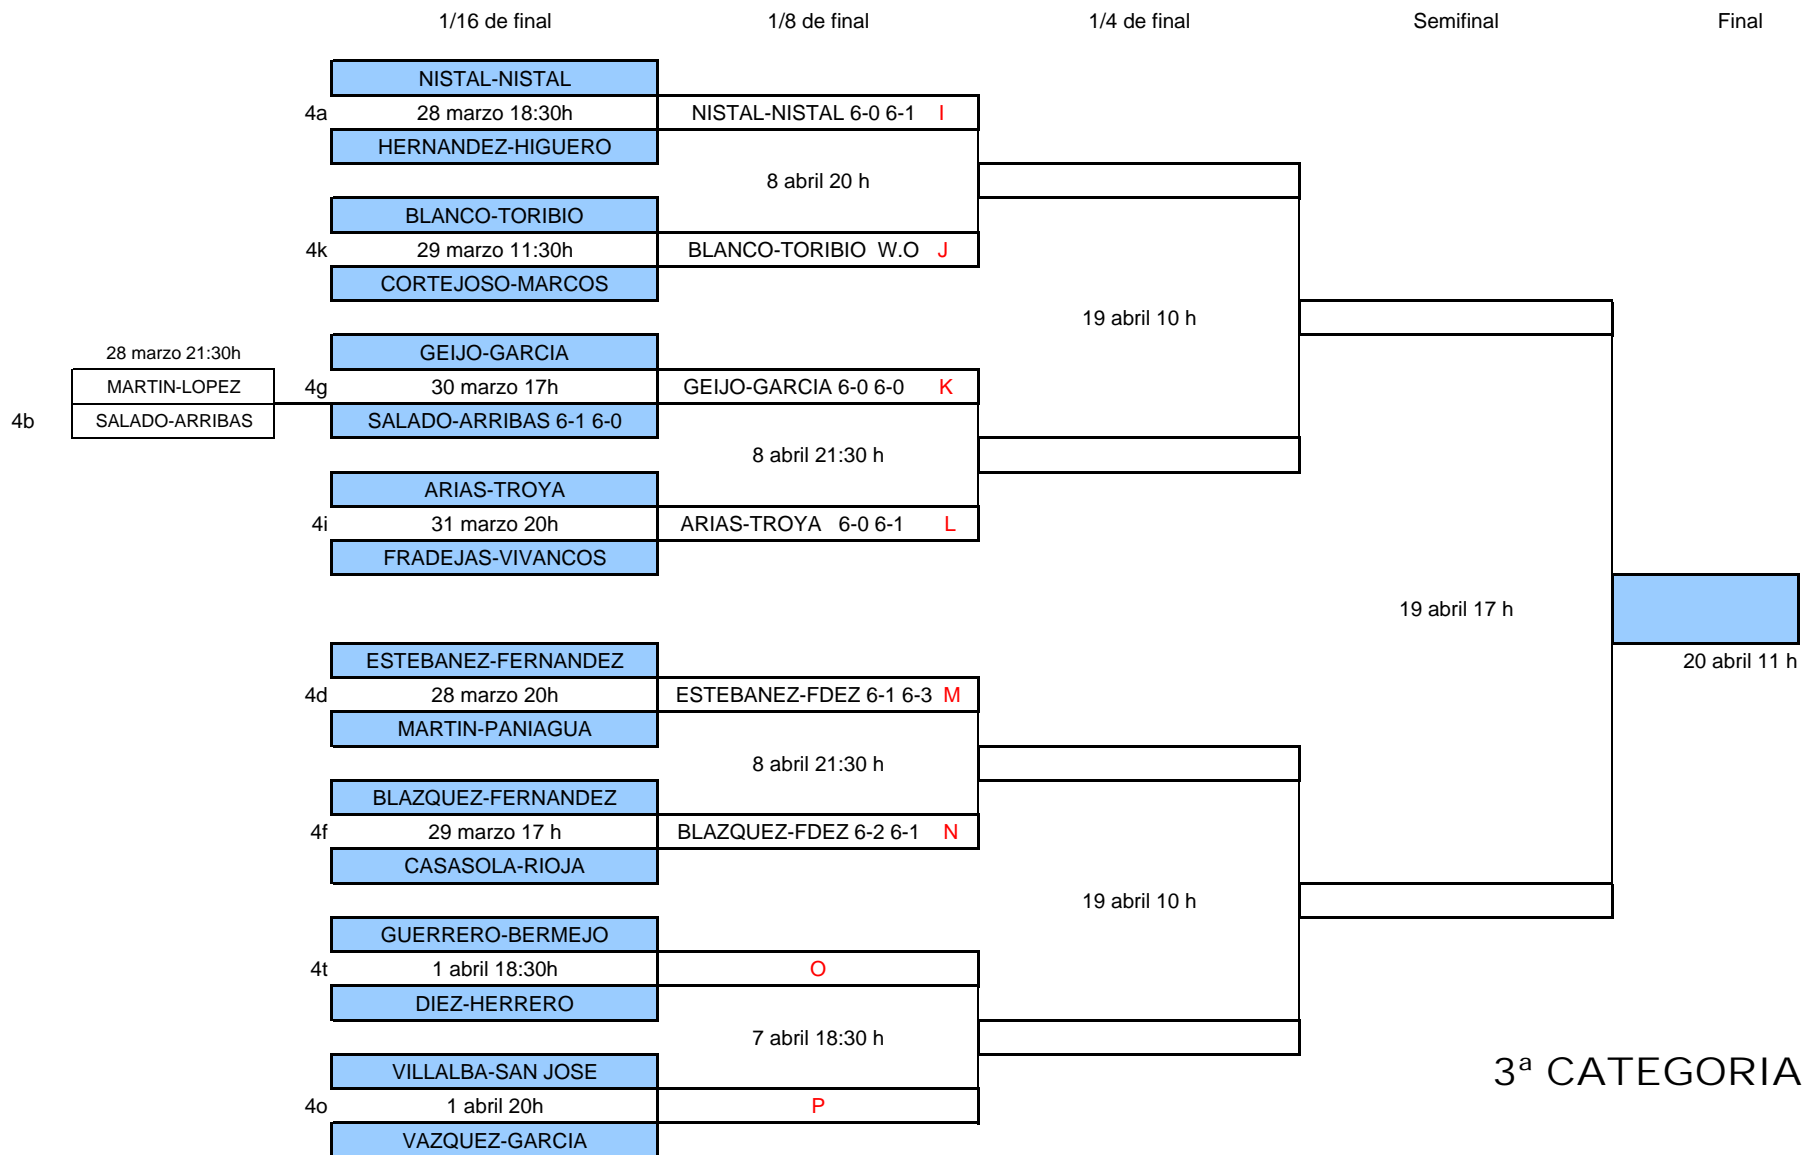 1/16 de final 1/8 de final 1/4 de final Semifinal Final
NISTAL-NISTAL
4a 28 marzo 18:30h NISTAL-NISTAL 6-0 6-1 I
HERNANDEZ-HIGUERO
8 abril 20 h
BLANCO-TORIBIO
4k 29 marzo 11:30h BLANCO-TORIBIO W.O J
CORTEJOSO-MARCOS
19 abril 10 h
28 marzo 21:30h GEIJO-GARCIA
MARTIN-LOPEZ 4g 30 marzo 17h GEIJO-GARCIA 6-0 6-0 K
4b SALADO-ARRIBAS SALADO-ARRIBAS 6-1 6-0
8 abril 21:30 h
ARIAS-TROYA
4i 31 marzo 20h ARIAS-TROYA 6-0 6-1 L
FRADEJAS-VIVANCOS
19 abril 17 h
ESTEBANEZ-FERNANDEZ 20 abril 11 h
4d 28 marzo 20h ESTEBANEZ-FDEZ 6-1 6-3 M
MARTIN-PANIAGUA
8 abril 21:30 h
BLAZQUEZ-FERNANDEZ
4f 29 marzo 17 h BLAZQUEZ-FDEZ 6-2 6-1 N
CASASOLA-RIOJA
19 abril 10 h
GUERRERO-BERMEJO
4t 1 abril 18:30h O
DIEZ-HERRERO
7 abril 18:30 h
VILLALBA-SAN JOSE 3ª CATEGORIA
4o 1 abril 20h P
VAZQUEZ-GARCIA